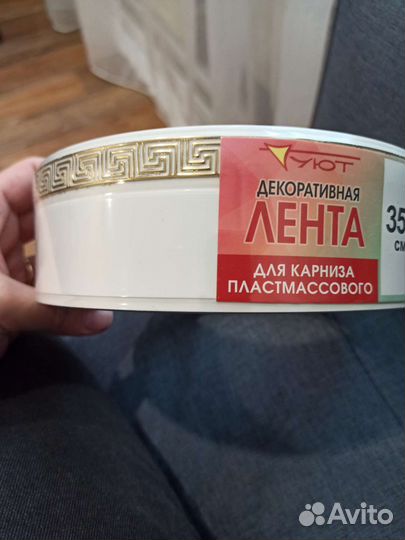 УЮТ
ДЕКОРАТИВНАЯ
ЛЕНТА
ДЛЯ КАРНИЗА
ПЛАСТМАССОВОГО
35
СМ
Avito